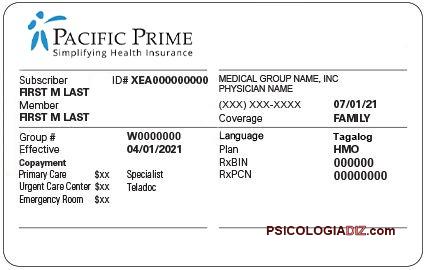 PACIFIC PRIME
Simplifying Health Insurance
Subscriber ID# XEA000000000
FIRST M LAST
Member
FIRST M LAST
MEDICAL GROUP NAME, INC
PHYSICIAN NAME
(XXX) XXX-XXXX 07/01/21
Coverage FAMILY
Group # W0000000
Effective 04/01/2021
Copayment
Primary Care $xx Specialist
Urgent Care Center $xx Teladoc
Emergency Room $xx
Language Tagalog
Plan HMO
RxBIN 000000
RxPCN 00000000
PSICOLOGIADIZ.com